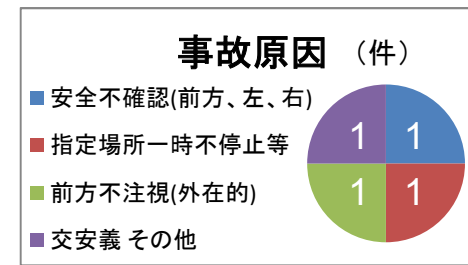 事故原因 （件）
安全不確認(前方、左、右)
指定場所一時不停止等
前方不注視(外在的)
交安義 その他
1 1
1 1